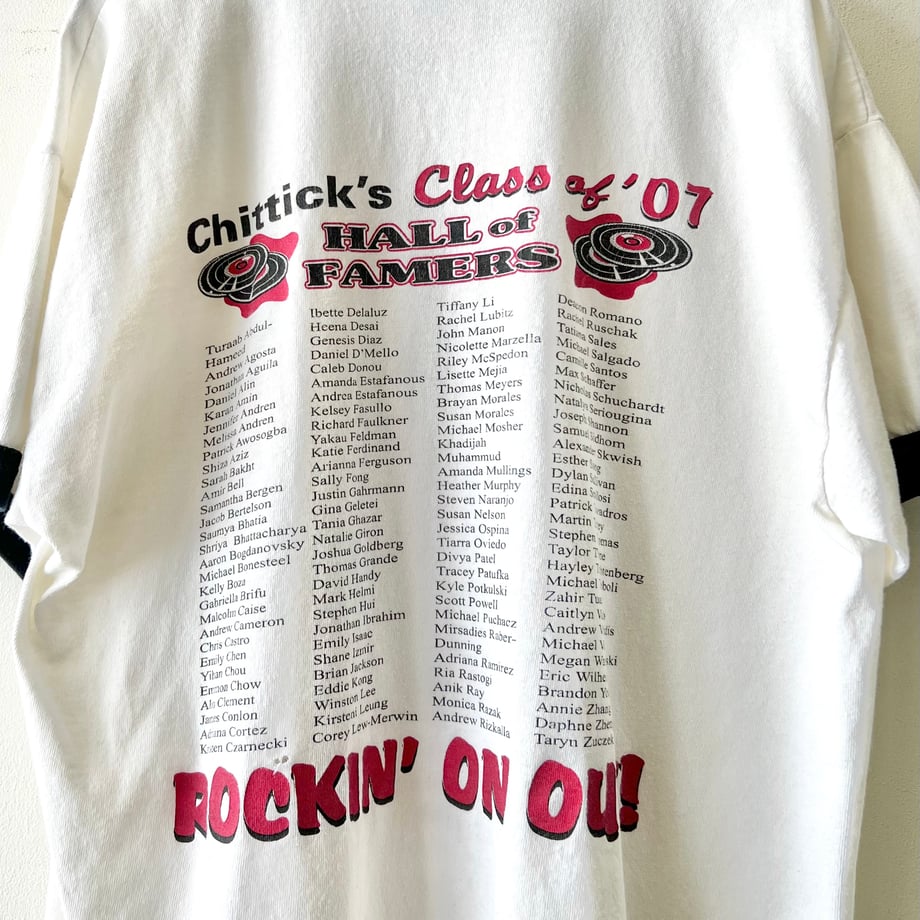 Chittick's Class of '07
HALL of
FAMERS
Turaab Abdul-
Hameed
Andrew Agosta
Jonathan Aguila
Daniel Alin
Karan Amin
Jennifer Andren
Melissa Andren
Patrick Awosogba
Shiza Aziz
Sarah Bakht
Amir Bell
Samantha Bergen
Jacob Bertelson
Saumya Bhatia
Shriya Bhattacharya
Aaron Bogdanovsky
Michael Bonesteel
Kelly Boza
Gabriella Brifu
Malcolm Caise
Andrew Cameron
Chris Castro
Emily Chen
Yihan Chou
Emmon Chow
Clement
James Conlon
Cortez
Czarnecki
Ibette Delaluz
Heena Desai
Genesis Diaz
Daniel D'Mello
Caleb Donou
Amanda Estafanous
Andrea Estafanous
Kelsey Fasullo
Richard Faulkner
Yakau Feldman
Katie Ferdinand
Arianna Ferguson
Sally Fong
Justin Gahrmann
Gina Geletei
Tania Ghazar
Natalie Giron
Joshua Goldberg
Thomas Grande
David Handy
Mark Helmi
Stephen Hui
Jonathan Ibrahim
Emily Isaac
Shane Izmir
Brian Jackson
Eddie Kong
Winston Lee
Kirsteni Leung
Corey Lew-Merwin
Tiffany Li
Rachel Lubitz
John Manon
Nicolette Marzella
Riley McSpedon
Lisette Mejia
Thomas Meyers
Brayan Morales
Susan Morales
Michael Mosher
Khadijah
Muhammud
Amanda Mullings
Heather Murphy
Steven Naranjo
Susan Nelson
Jessica Ospina
Tiarra Oviedo
Divya Patel
Tracey Patufka
Kyle Potkulski
Scott Powell
Michael Puchacz
Mirsadies Raber-
Dunning
Adriana Ramirez
Ria Rastogi
Anik Ray
Monica Razak
Andrew Rizkalla
Deacon Romano
Rachel Ruschak
Tatiana Sales
Michael Salgado
Camille Santos
Max Schaffer
Nicholas Schuchardt
Natalya Seriougina
Joseph Shannon
Samuel Sidhom
Alexander Skwish
Esther
Dylan
Edina
Patrick
Martin
Stephen
Taylor
Hayley
Michael
Zahir
Caitlyn
Andrew
Michael
Megan
Eric
Brandon
Annie Zhang
Daphne
Taryu Zuczek
ROCKIN' ON OUT!